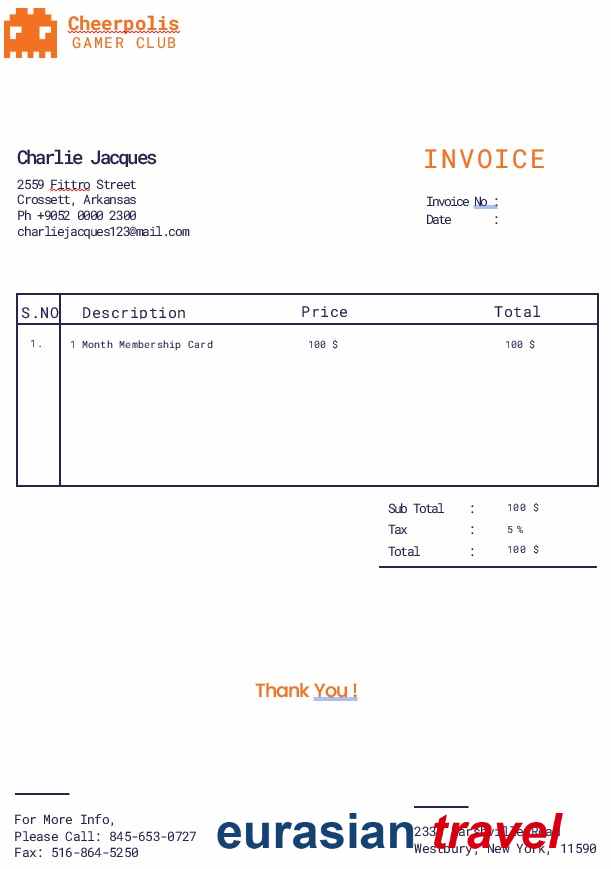 Cheerpolis
GAMER CLUB
Charlie Jacques
2559 Fittro Street
Crossett, Arkansas
Ph +9052 0000 2300
charliejacques123@mail.com
INVOICE
Invoice No :
Date :
S.NO Description Price Total
1. 1 Month Membership Card 100 $ 100 $
Sub Total : 100 $
Tax : 5 %
Total : 100 $
Thank You !
For More Info,
Please Call: 845-653-0727
Fax: 516-864-5250
eurasian travel
Westbury, New York, 11590